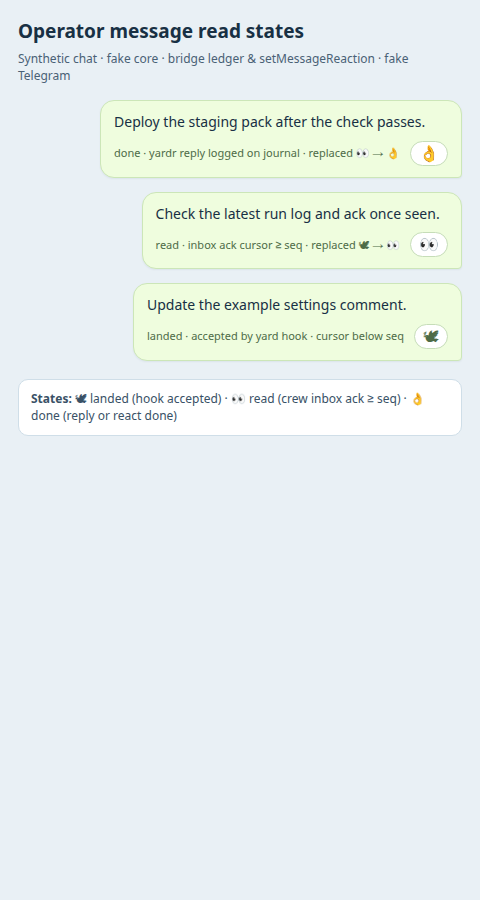 Operator message read states
Synthetic chat · fake core · bridge ledger & setMessageReaction · fake
Telegram
Deploy the staging pack after the check passes.
done · yardr reply logged on journal · replaced 👀 → 👌 👌
Check the latest run log and ack once seen.
read · inbox ack cursor ≥ seq · replaced 🕊 → 👀 👀
Update the example settings comment.
landed · accepted by yard hook · cursor below seq 🕊
States: 🕊 landed (hook accepted) · 👀 read (crew inbox ack ≥ seq) · 👌
done (reply or react done)